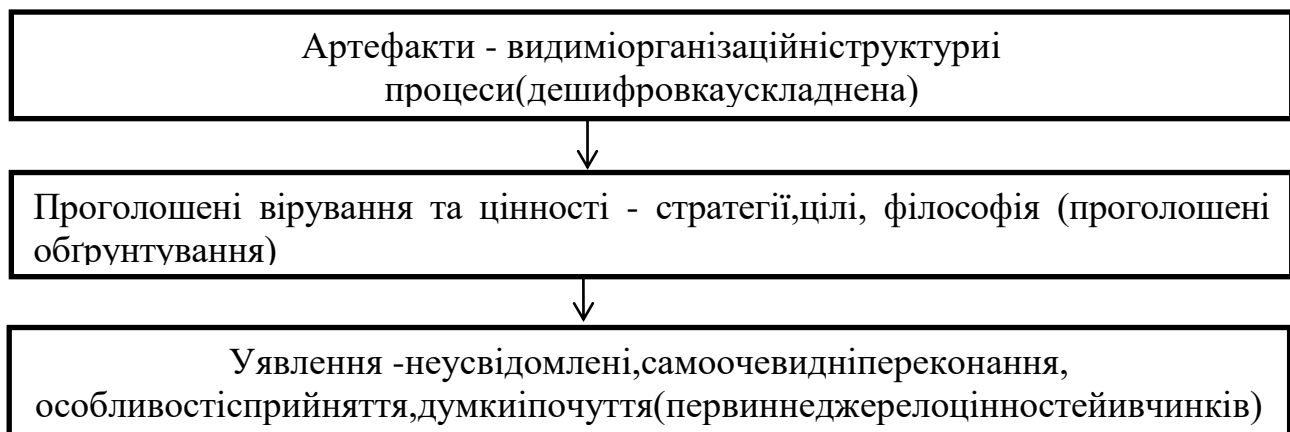 Артефакти - видиміорганізаційніструктуриі
процеси(дешифровкаускладнена)
Проголошені вірування та цінності - стратегії,цілі, філософія (проголошені
обґрунтування)
Уявлення -неусвідомлені,самоочевидніпереконання,
особливостісприйняття,думкиіпочуття(первиннеджерелоцінностейивчинків)